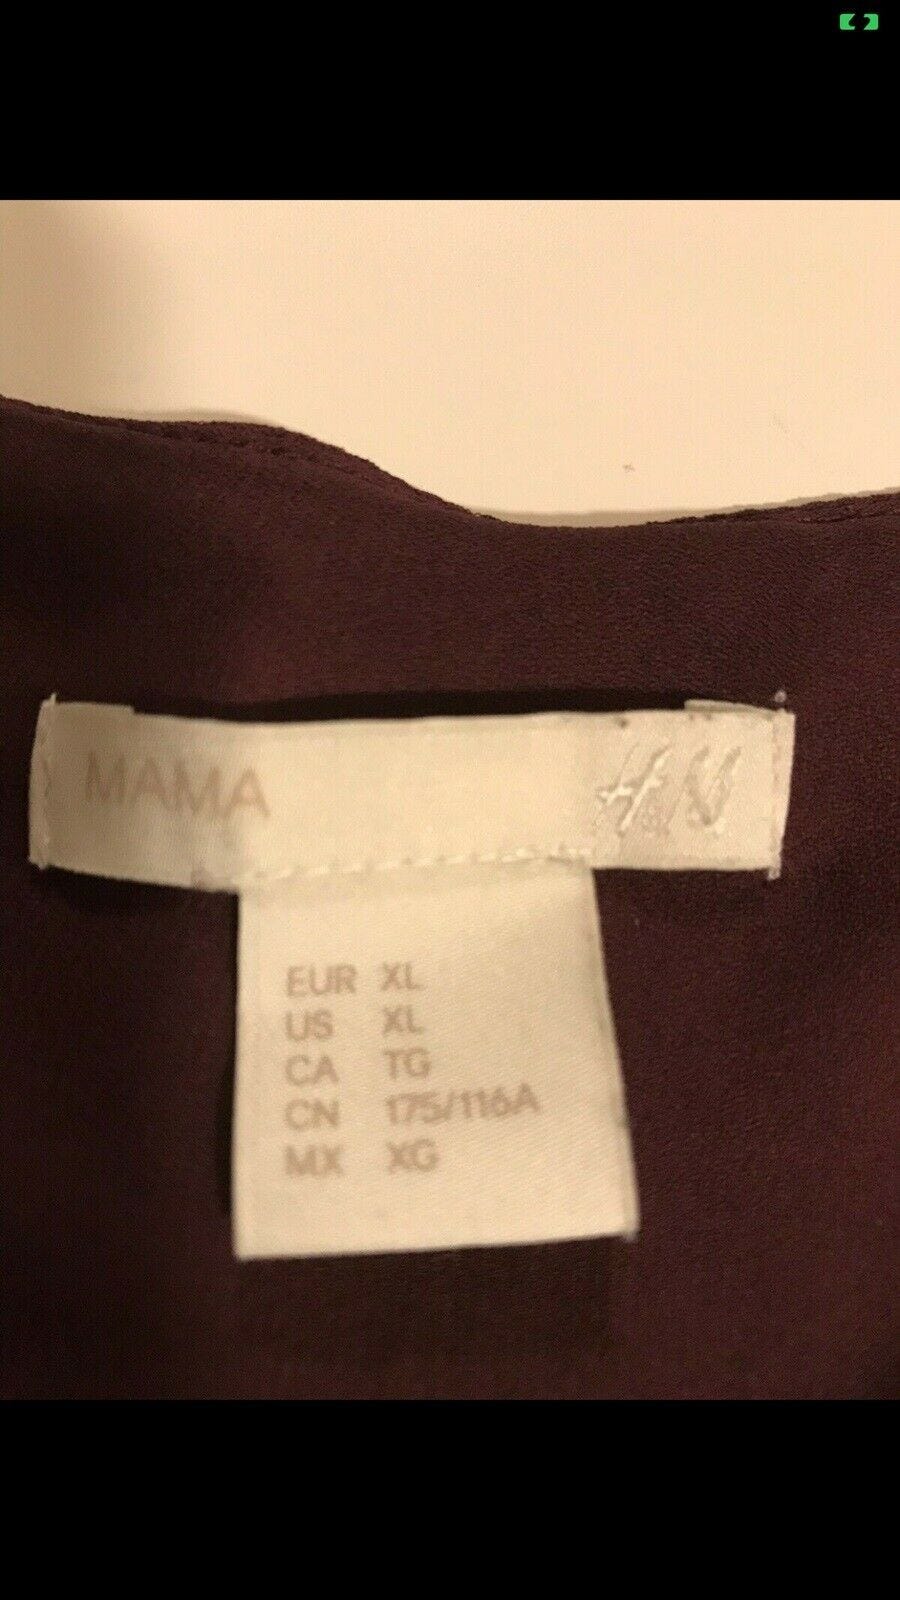 MAMA H&M
EUR XL
US XL
CA TG
CN 175/116A
MX XG